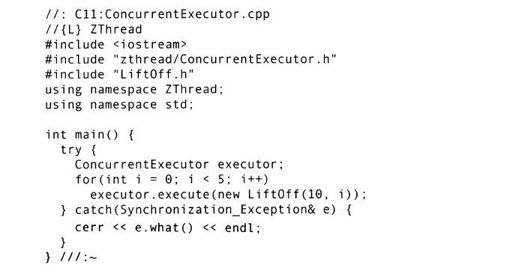 //: C11:ConcurrentExecutor.cpp
//{L} ZThread
#include <iostream>
#include "zthread/ConcurrentExecutor.h"
#include "LiftOff.h"
using namespace ZThread;
using namespace std;

int main() {
  try {
    ConcurrentExecutor executor;
    for(int i = 0; i < 5; i++)
      executor.execute(new LiftOff(10, i));
  } catch(Synchronization_Exception& e) {
    cerr << e.what() << endl;
  }
} ///:~